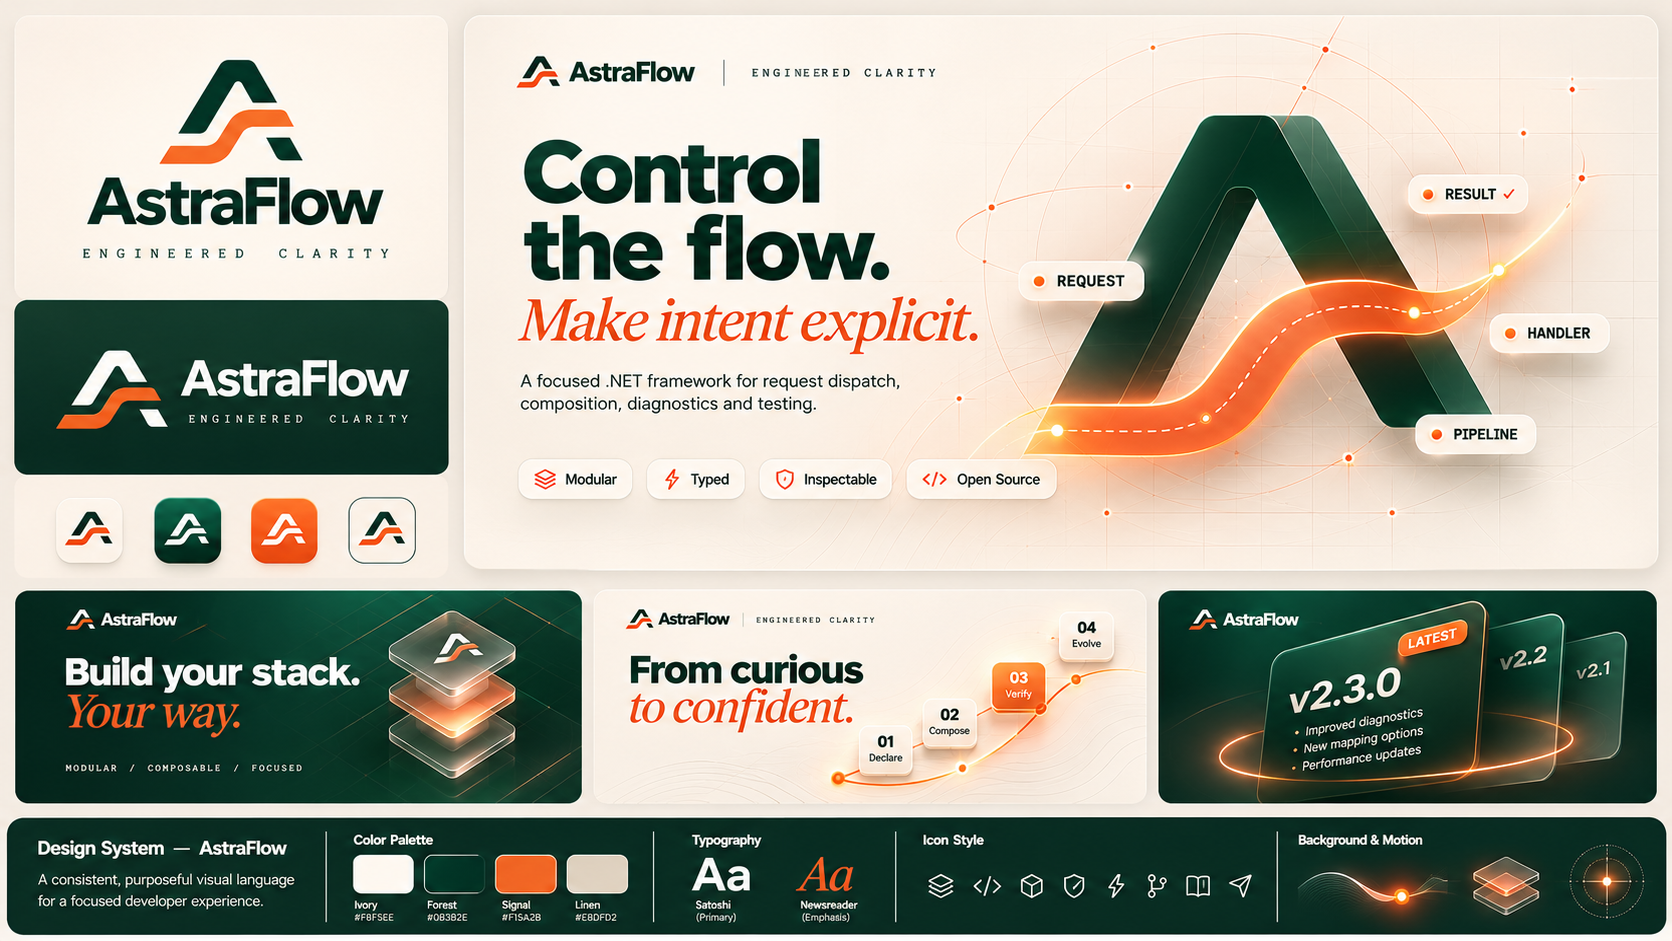 AstraFlow
ENGINEERED CLARITY
AstraFlow
ENGINEERED CLARITY
AstraFlow
ENGINEERED CLARITY
Control
the flow.
Make intent explicit.
A focused .NET framework for request dispatch,
composition, diagnostics and testing.
Modular
Typed
Inspectable
</> Open Source
REQUEST
RESULT ✓
HANDLER
PIPELINE
AstraFlow
Build your stack.
Your way.
MODULAR / COMPOSABLE / FOCUSED
AstraFlow
ENGINEERED CLARITY
From curious
to confident.
01
Declare
02
Compose
03
Verify
04
Evolve
AstraFlow
LATEST
v2.3.0
• Improved diagnostics
• New mapping options
• Performance updates
v2.2
v2.1
Design System — AstraFlow
A consistent, purposeful visual language
for a focused developer experience.
Color Palette
Ivory
#F8F5EE
Forest
#0B3B2E
Signal
#F15A2B
Linen
#E8DFD2
Typography
Aa
Satoshi
(Primary)
Aa
Newsreader
(Emphasis)
Icon Style
</>
Background & Motion